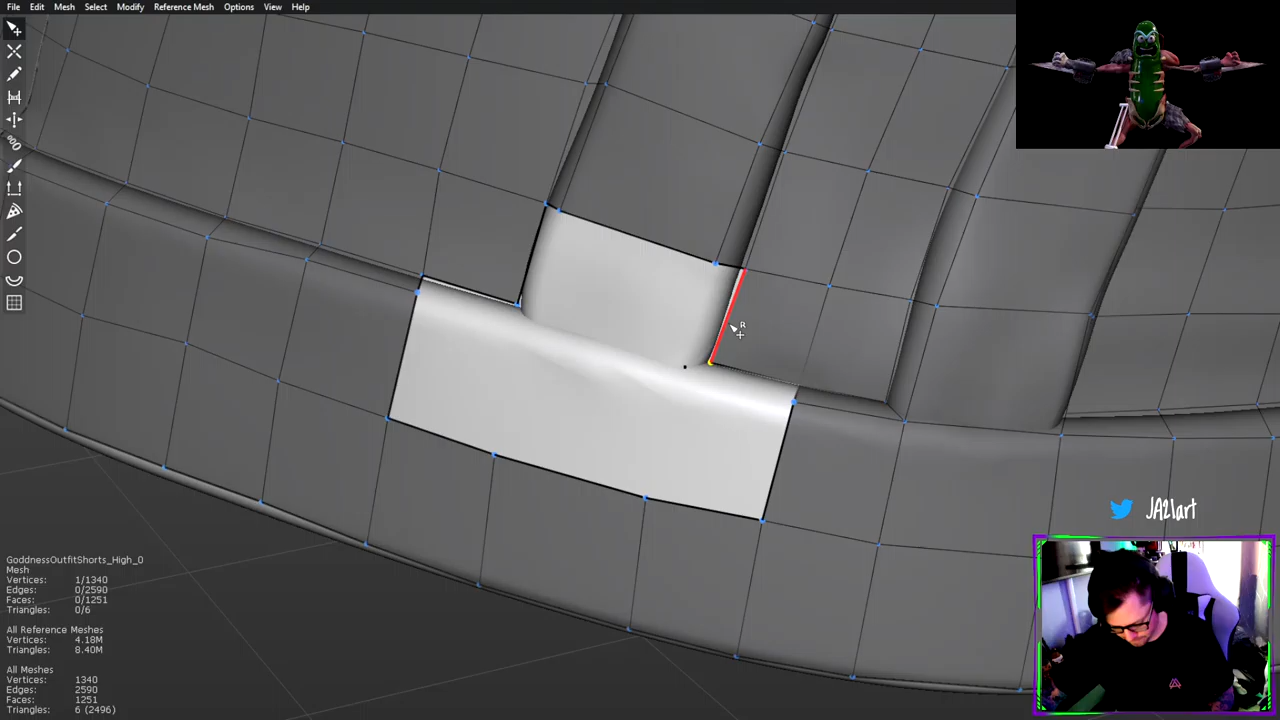 File Edit Mesh Select Modify Reference Mesh Options View Help
R
GoddnessOutfitShorts_High_0
Mesh
Vertices: 1/1340
Edges: 0/2590
Faces: 0/1251
Triangles: 0/6
All Reference Meshes
Vertices: 4.18M
Triangles: 8.40M
All Meshes
Vertices: 1340
Edges: 2590
Faces: 1251
Triangles: 6 (2496)
JA21art